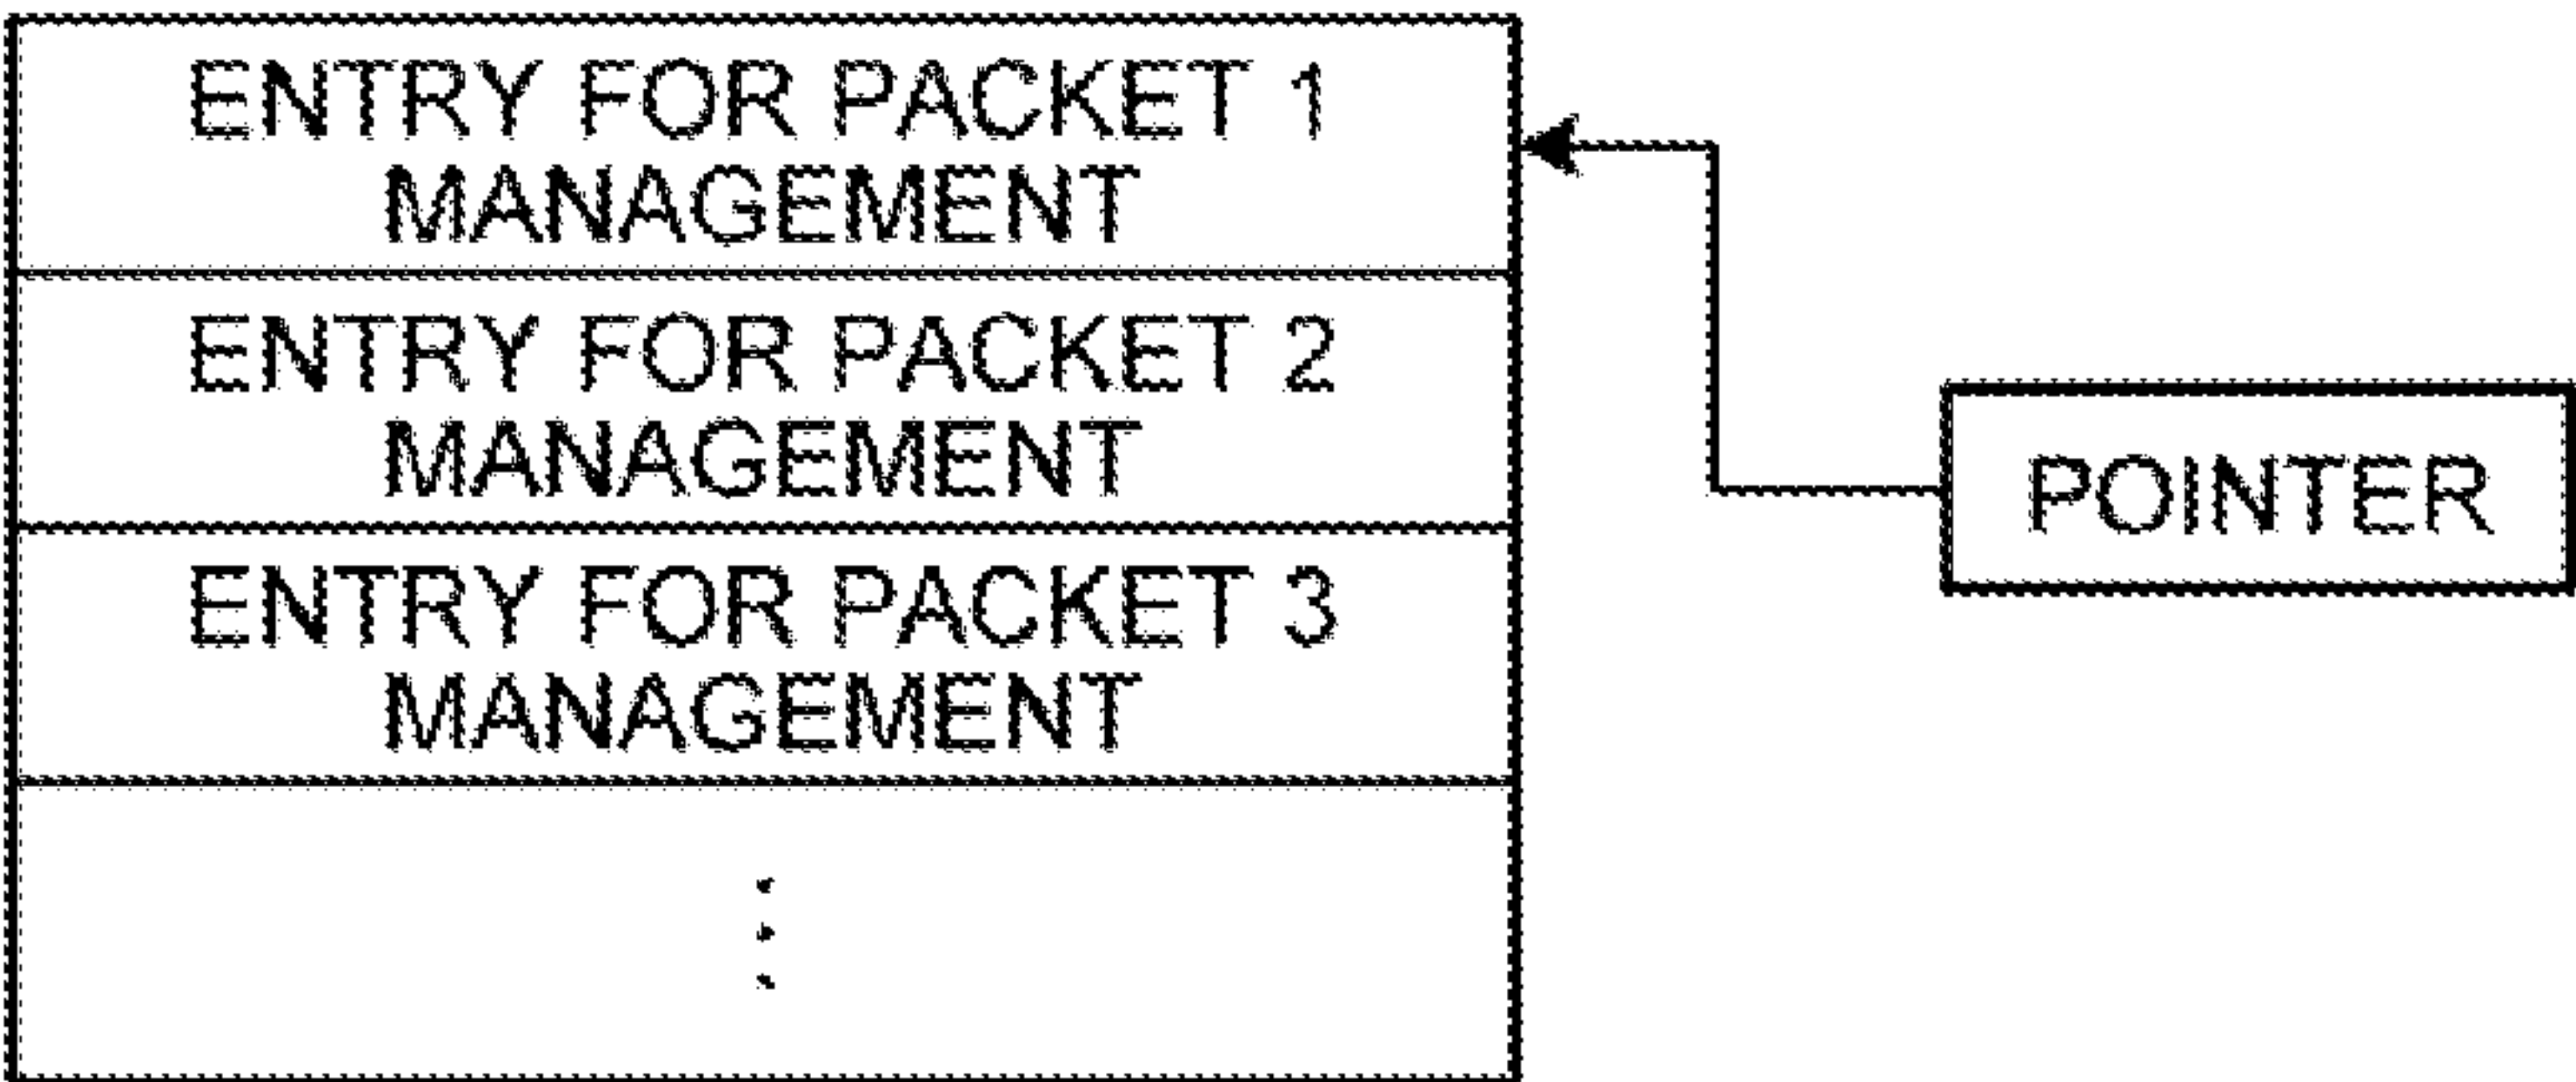 ENTRY FOR PACKET 1
MANAGEMENT
ENTRY FOR PACKET 2
MANAGEMENT
ENTRY FOR PACKET 3
MANAGEMENT
POINTER